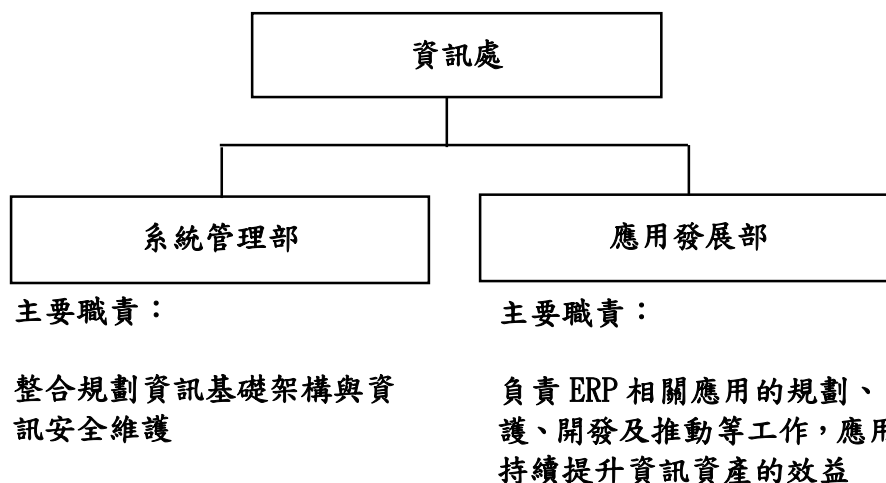 資訊處
系統管理部
應用發展部
主要職責：
整合規劃資訊基礎架構與資
訊安全維護
主要職責：
負責 ERP 相關應用的規劃、
護、開發及推動等工作，應用
持續提升資訊資產的效益